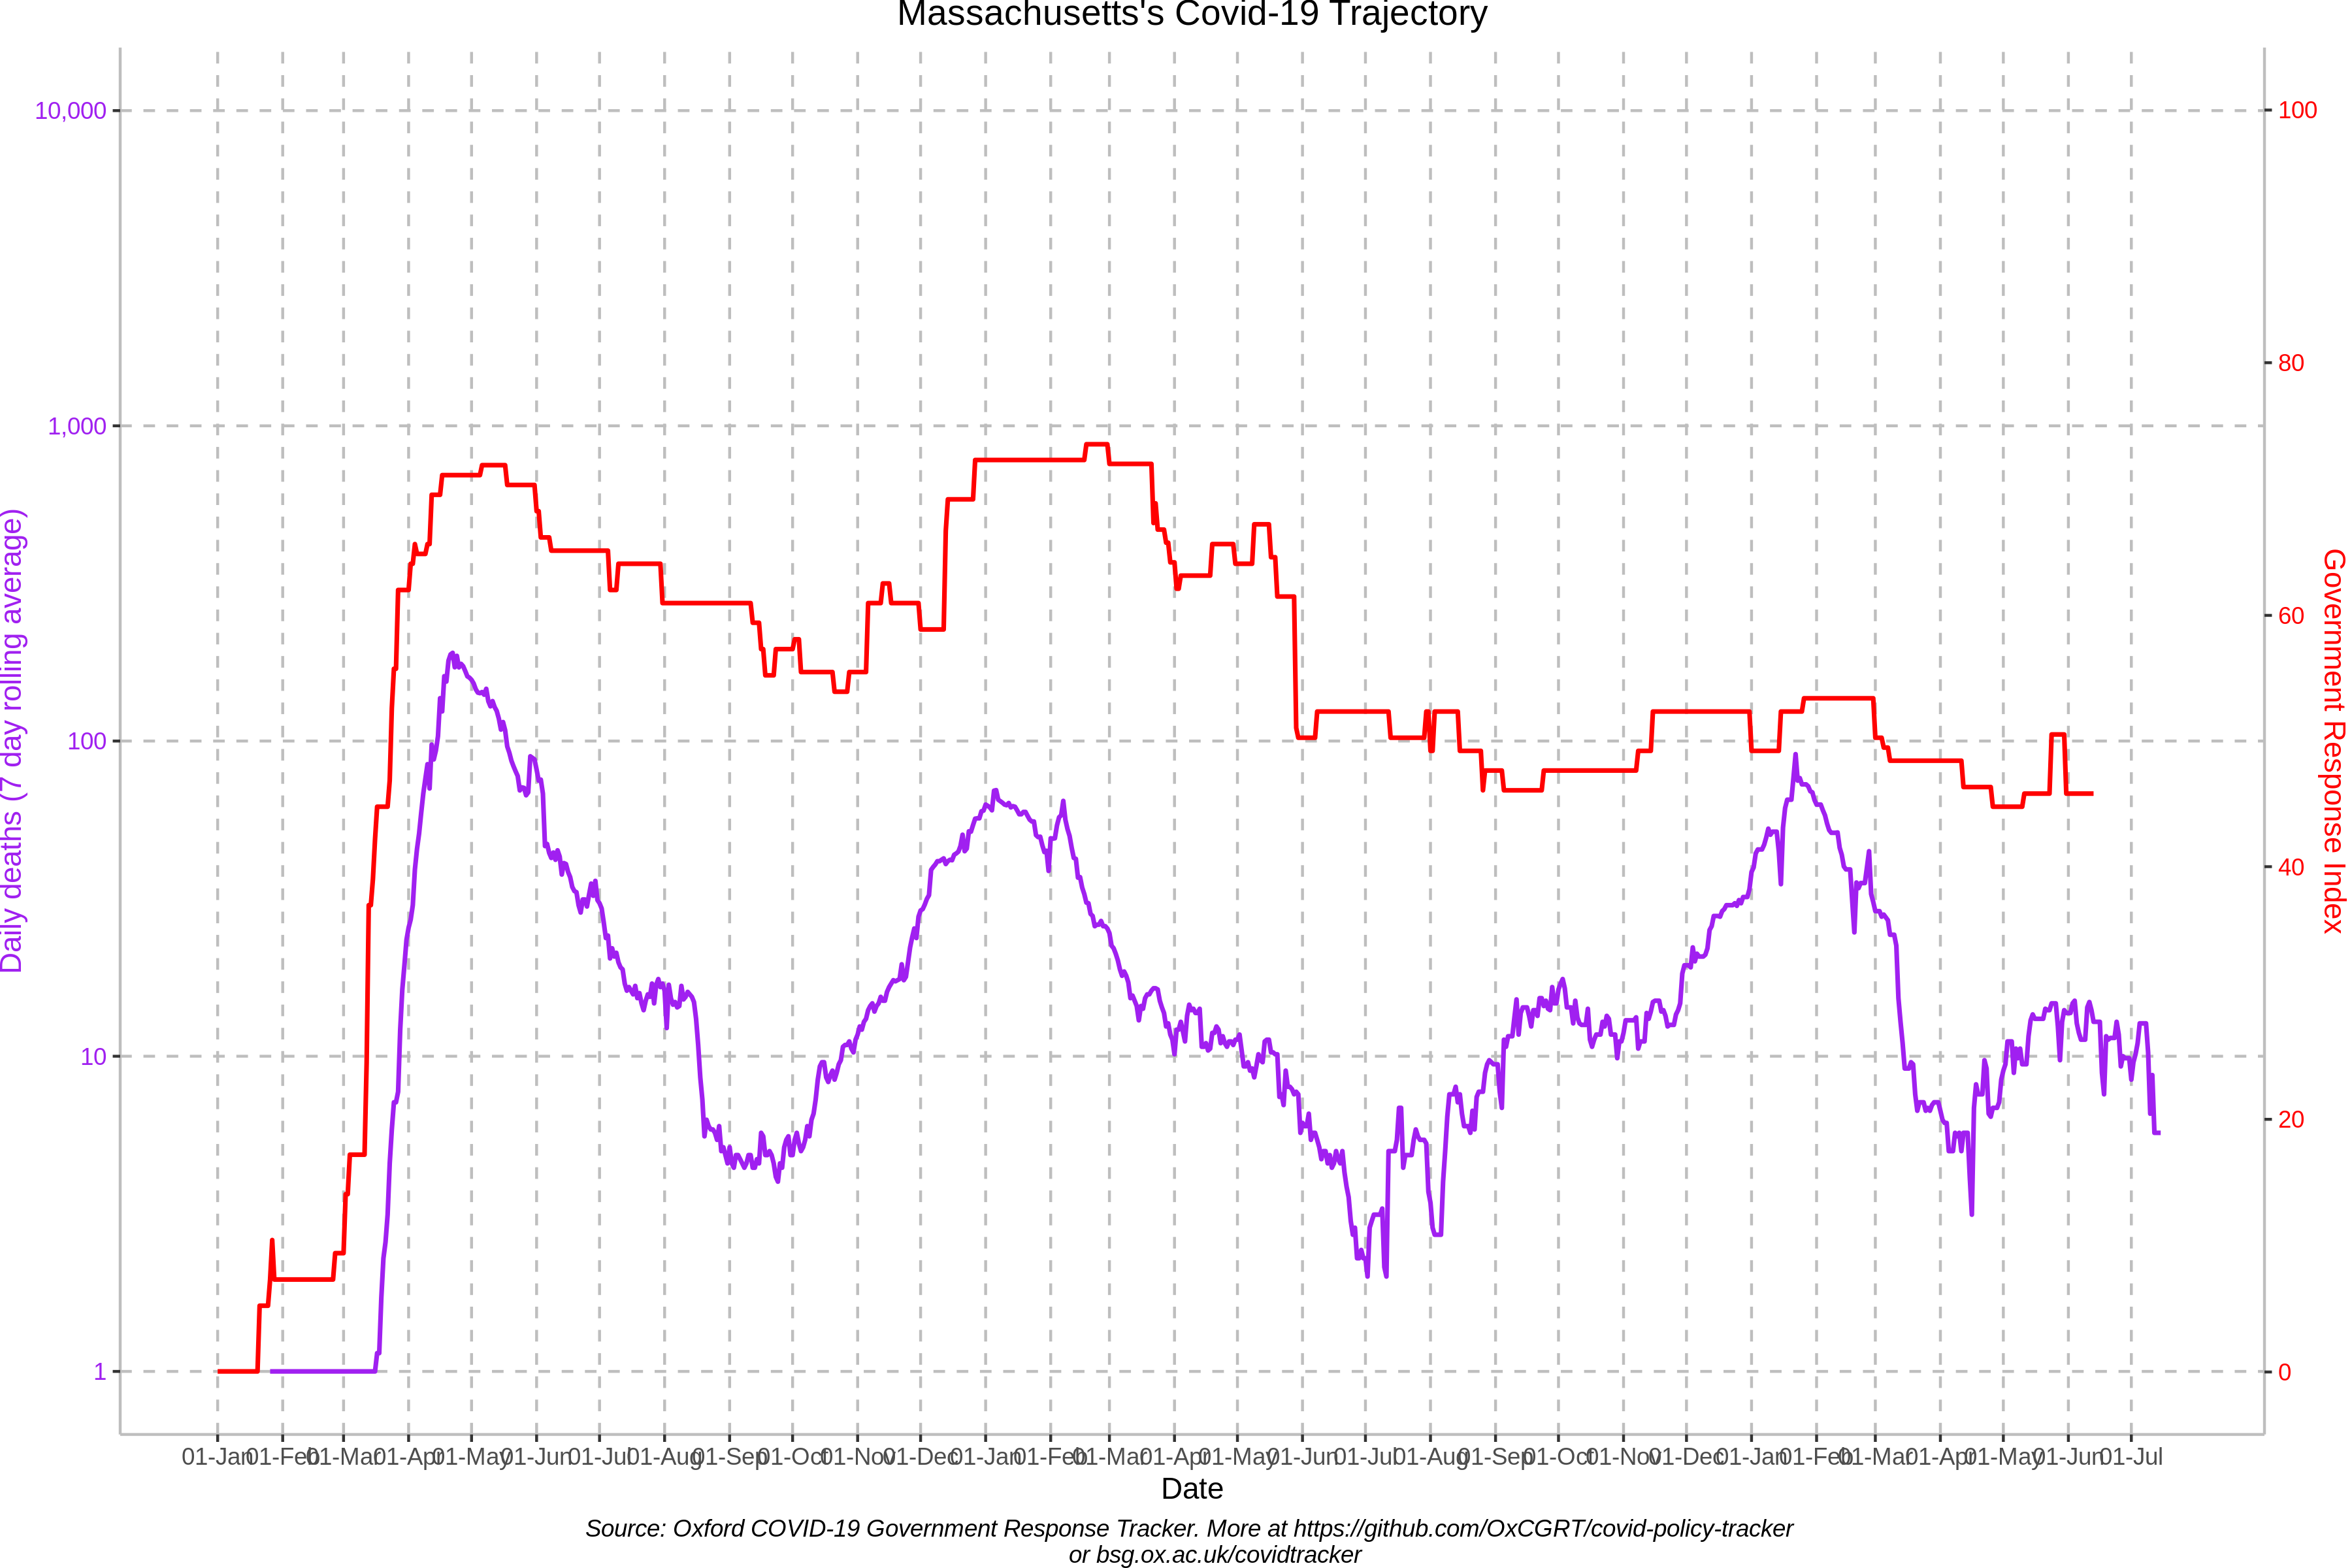 Massachusetts's Covid-19 Trajectory
10,000
1,000
100
10
1
Daily deaths (7 day rolling average)
100
80
60
40
20
0
Government Response Index
01-Jan 01-Feb 01-Mar 01-Apr 01-May 01-Jun 01-Jul 01-Aug 01-Sep 01-Oct 01-Nov 01-Dec 01-Jan 01-Feb 01-Mar 01-Apr 01-May 01-Jun 01-Jul 01-Aug 01-Sep 01-Oct 01-Nov 01-Dec 01-Jan 01-Feb 01-Mar 01-Apr 01-May 01-Jun 01-Jul
Date
Source: Oxford COVID-19 Government Response Tracker. More at https://github.com/OxCGRT/covid-policy-tracker
or bsg.ox.ac.uk/covidtracker